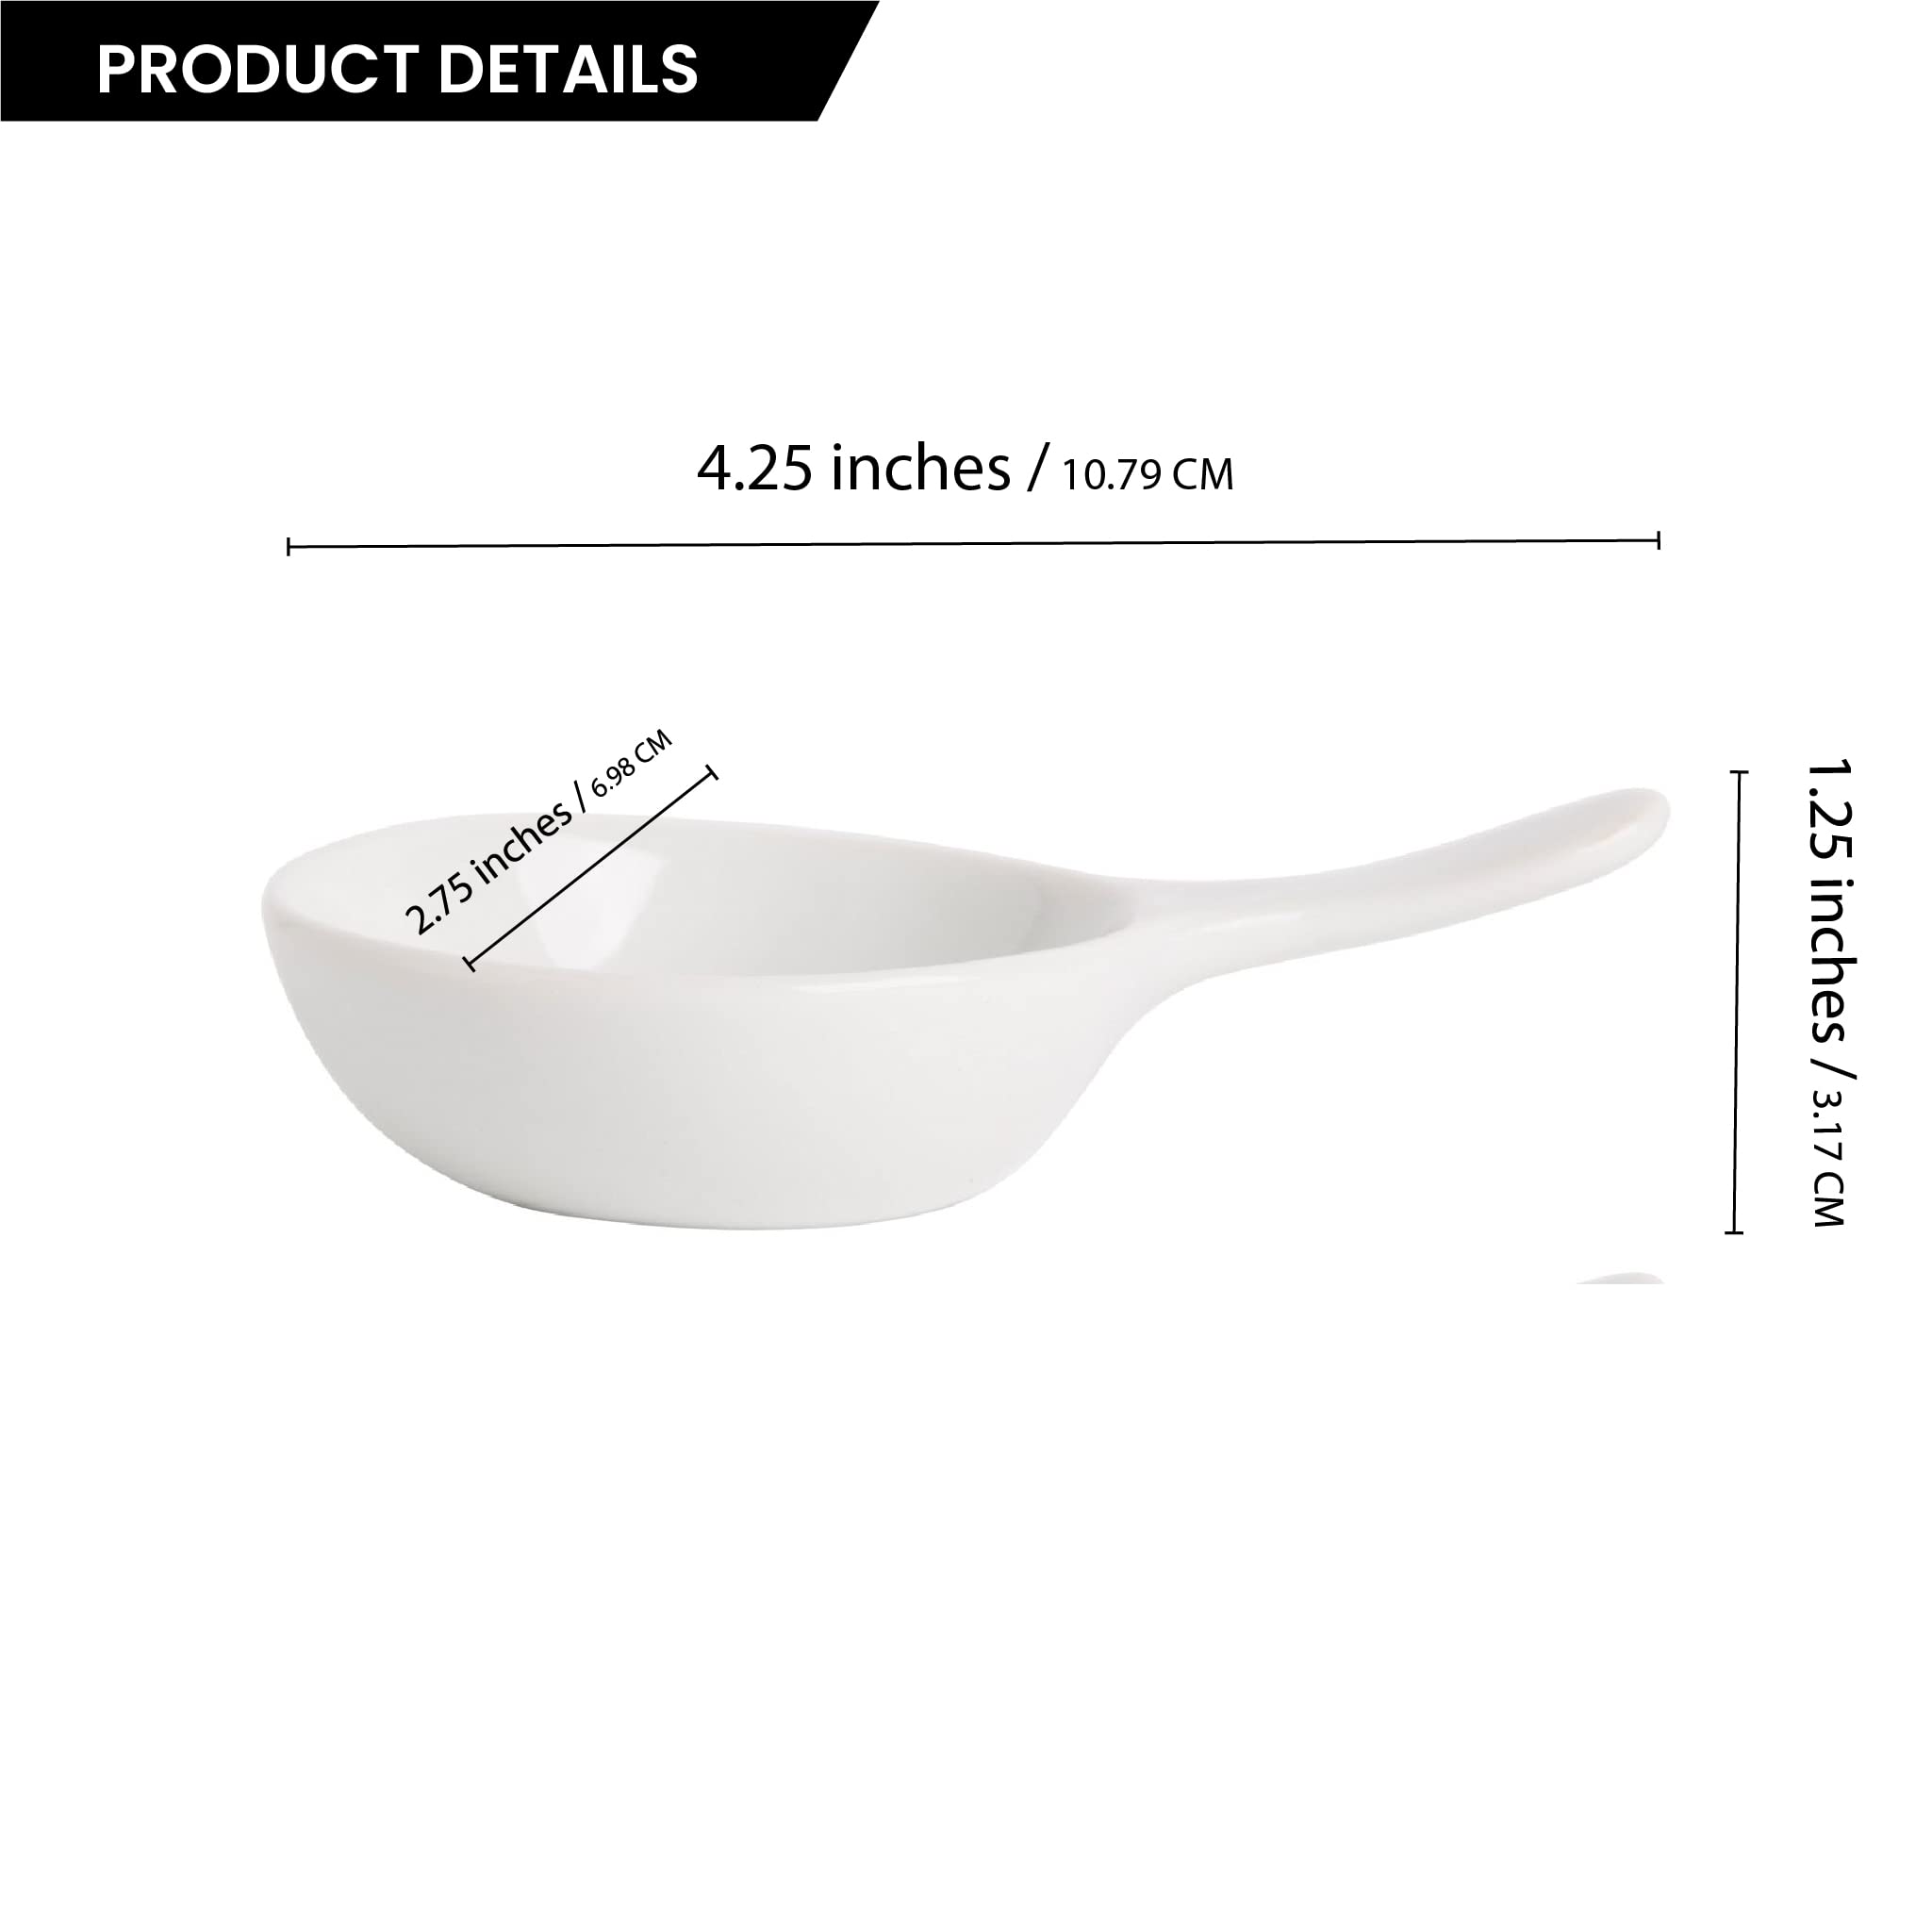 PRODUCT DETAILS
4.25 inches / 10.79 CM
2.75 inches / 6.98 CM
1.25 inches / 3.17 CM